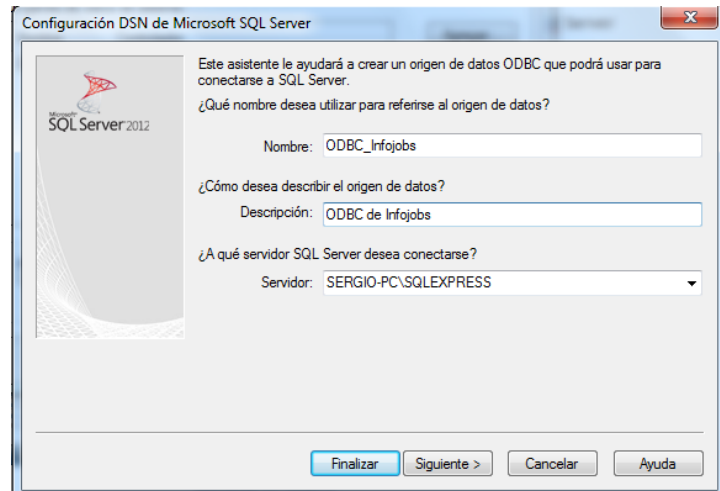 Configuración DSN de Microsoft SQL Server
Este asistente le ayudará a crear un origen de datos ODBC que podrá usar para
conectarse a SQL Server.
¿Qué nombre desea utilizar para referirse al origen de datos?
Microsoft
SQL Server 2012
Nombre: ODBC_Infojobs
¿Cómo desea describir el origen de datos?
Descripción: ODBC de Infojobs
¿A qué servidor SQL Server desea conectarse?
Servidor: SERGIO-PC\SQLEXPRESS
Finalizar Siguiente > Cancelar Ayuda